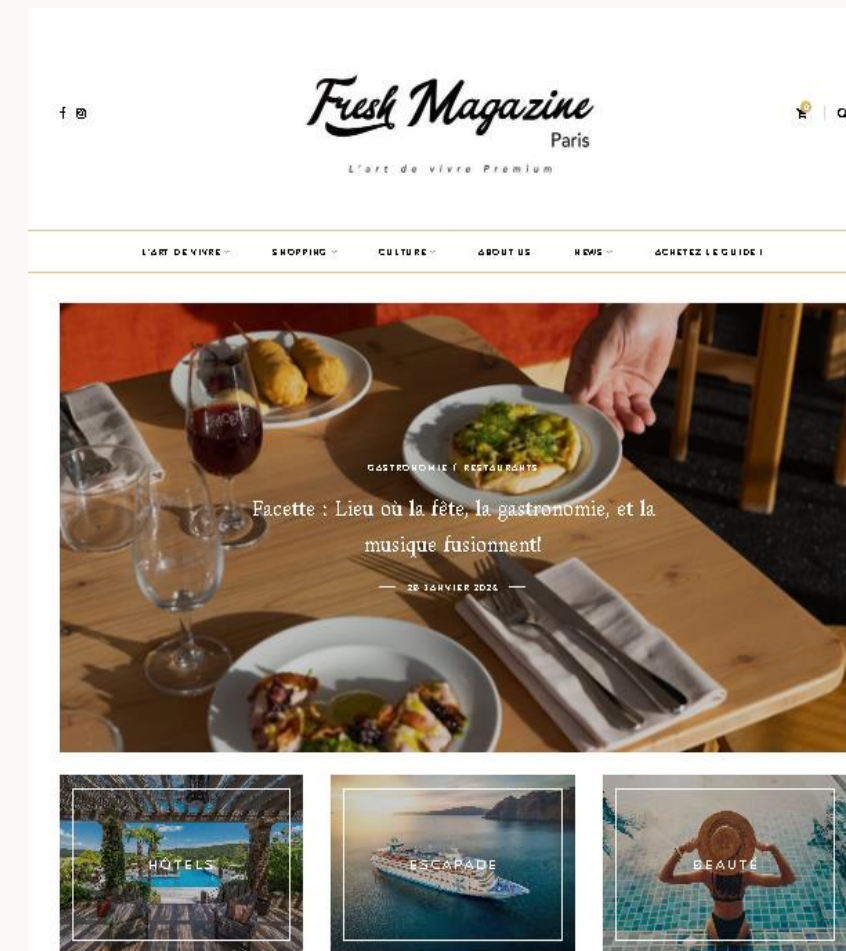 Fresh Magazine
Paris
L'art de vivre Premium
L'ART DE VIVRE SHOPPING CULTURE ABOUT US NEWS ACHETEZ LE GUIDE !
GASTRONOMIE / RESTAURANTS
Facette : Lieu où la fête, la gastronomie, et la
musique fusionnent!
JANVIER
HÔTELS ESCAPADE BEAUTÉ